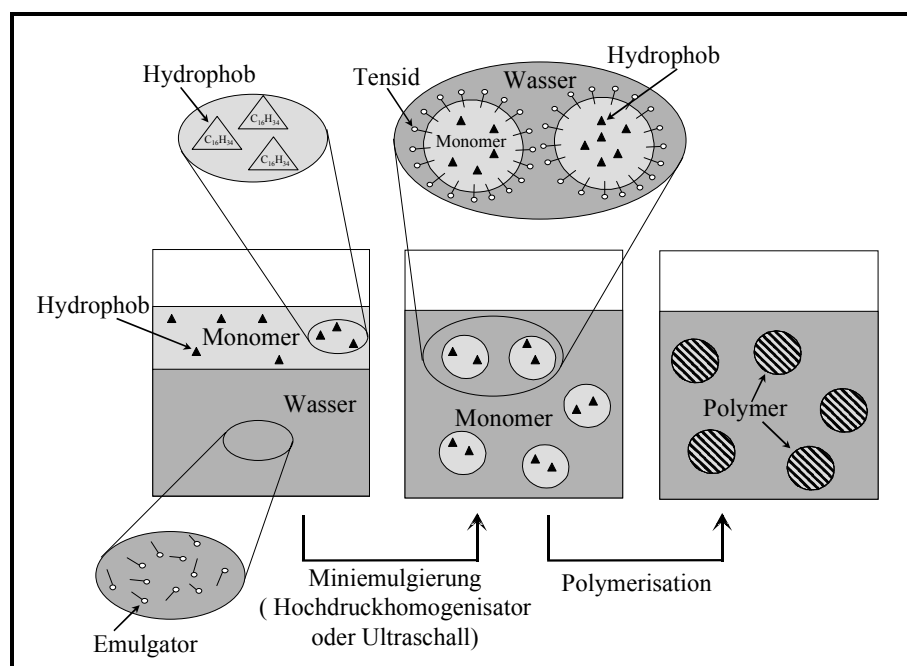 Hydrophob
C16H34
C16H34
C16H34
Hydrophob
Tensid
Wasser
Monomer
Hydrophob
Monomer
Wasser
Monomer
Polymer
Emulgator
Miniemulgierung
( Hochdruckhomogenisator
oder Ultraschall)
Polymerisation